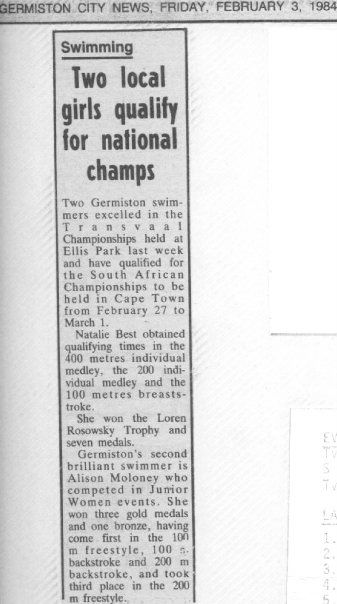 GERMISTON CITY NEWS, FRIDAY, FEBRUARY 3, 1984
Swimming
Two local
girls qualify
for national
champs
Two Germiston swim-
mers excelled in the
Transvaal
Championships held at
Ellis Park last week
and have qualified for
the South African
Championships to be
held in Cape Town
from February 27 to
March 1.
Natalie Best obtained
qualifying times in the
400 metres individual
medley, the 200 indi-
vidual medley and the
100 metres breasts-
troke.
She won the Loren
Rosowsky Trophy and
seven medals.
Germiston's second
brilliant swimmer is
Alison Moloney who
competed in Junior
Women events. She
won three gold medals
and one bronze, having
come first in the 100
m freestyle, 100
backstroke and 200 m
backstroke, and took
third place in the 200
m freestyle.
1.
2.
3.
4.
5